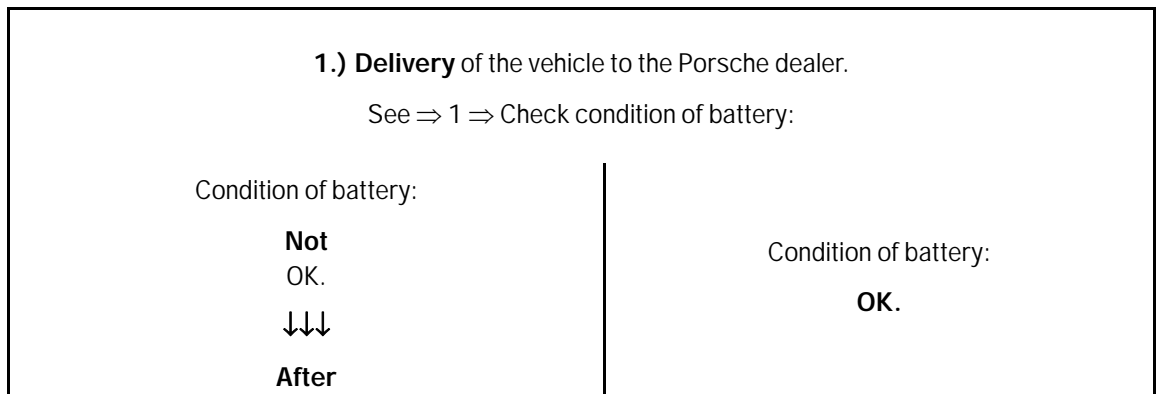 1.) Delivery of the vehicle to the Porsche dealer.
See ⇒ 1 ⇒ Check condition of battery:
Condition of battery:
Not
OK.
↓↓↓
After
Condition of battery:
OK.